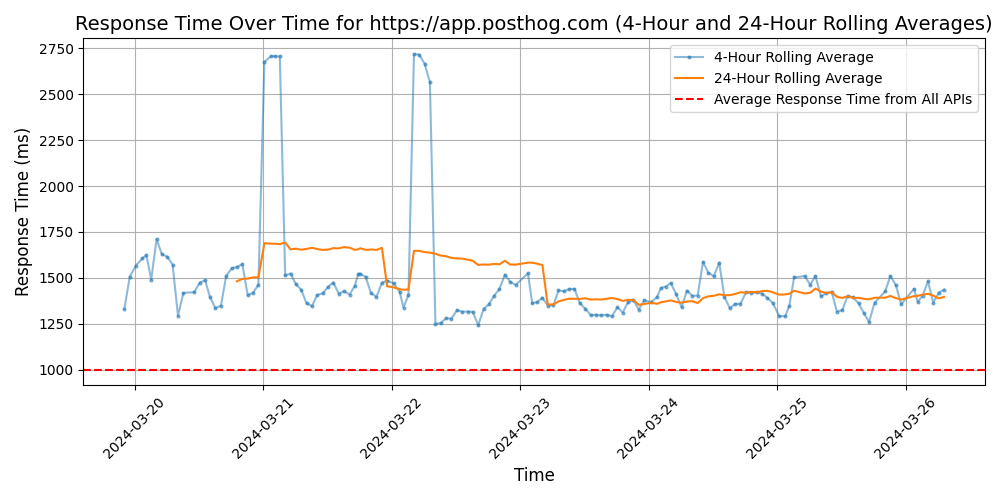 Response Time Over Time for https://app.posthog.com (4-Hour and 24-Hour Rolling Averages)
Response Time (ms)
2750
2500
2250
2000
1750
1500
1250
1000
4-Hour Rolling Average
24-Hour Rolling Average
Average Response Time from All APIs
2024-03-20
2024-03-21
2024-03-22
2024-03-23
2024-03-24
2024-03-25
2024-03-26
Time